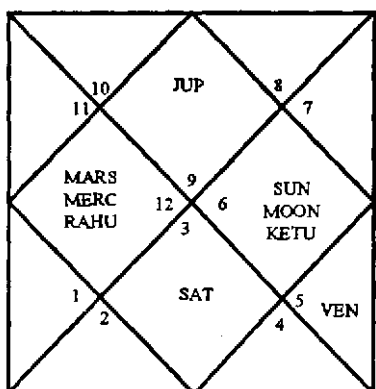 10
JUP
8
11
7
MARS
MERC
RAHU
9
12
6
3
SUN
MOON
KETU
1
2
SAT
5
4
VEN